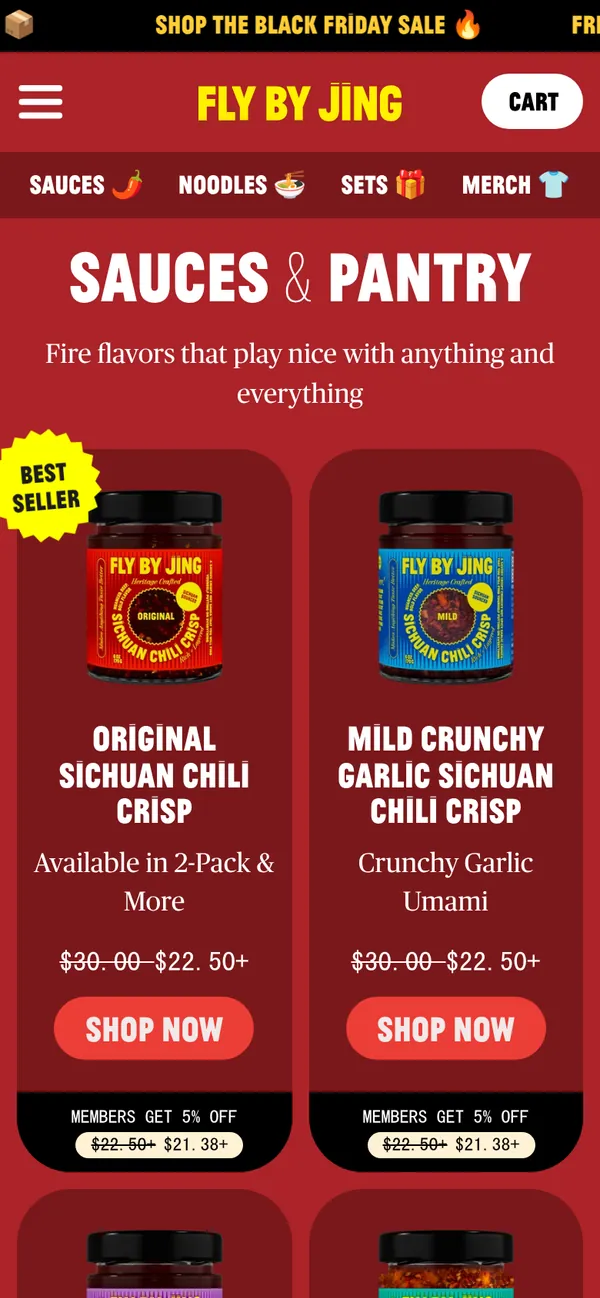 SHOP THE BLACK FRIDAY SALE 🔥
FRE
FLY BY JING
CART
SAUCES 🌶️
NOODLES 🍜
SETS 🎁
MERCH 👕
SAUCES & PANTRY
Fire flavors that play nice with anything and
everything
BEST
SELLER
FLY BY JING
Heritage Crafted
ORIGINAL
SICHUAN CHILI CRISP
ORIGINAL
SICHUAN CHILI
CRISP
Available in 2-Pack &
More
$30.00 $22.50+
SHOP NOW
MEMBERS GET 5% OFF
$22.50+ $21.38+
FLY BY JING
Heritage Crafted
MILD
SICHUAN CHILI CRISP
MILD CRUNCHY
GARLIC SICHUAN
CHILI CRISP
Crunchy Garlic
Umami
$30.00 $22.50+
SHOP NOW
MEMBERS GET 5% OFF
$22.50+ $21.38+